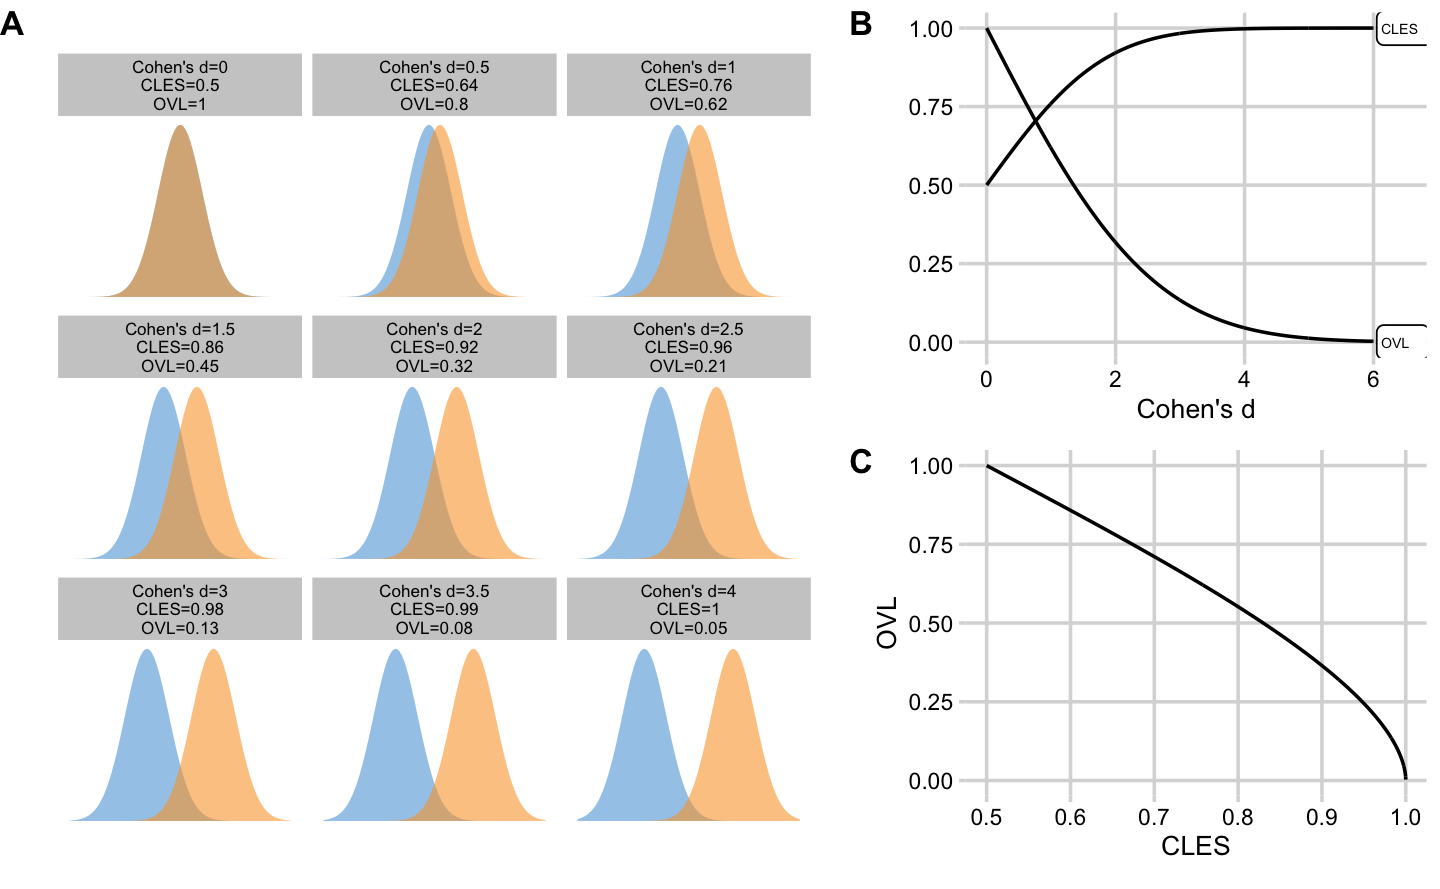 A
Cohen's d=0
CLES=0.5
OVL=1
Cohen's d=0.5
CLES=0.64
OVL=0.8
Cohen's d=1
CLES=0.76
OVL=0.62
Cohen's d=1.5
CLES=0.86
OVL=0.45
Cohen's d=2
CLES=0.92
OVL=0.32
Cohen's d=2.5
CLES=0.96
OVL=0.21
Cohen's d=3
CLES=0.98
OVL=0.13
Cohen's d=3.5
CLES=0.99
OVL=0.08
Cohen's d=4
CLES=1
OVL=0.05
B
1.00
0.75
0.50
0.25
0.00
CLES
OVL
0 2 4 6
Cohen's d
C
1.00
0.75
0.50
0.25
0.00
OVL
0.5 0.6 0.7 0.8 0.9 1.0
CLES